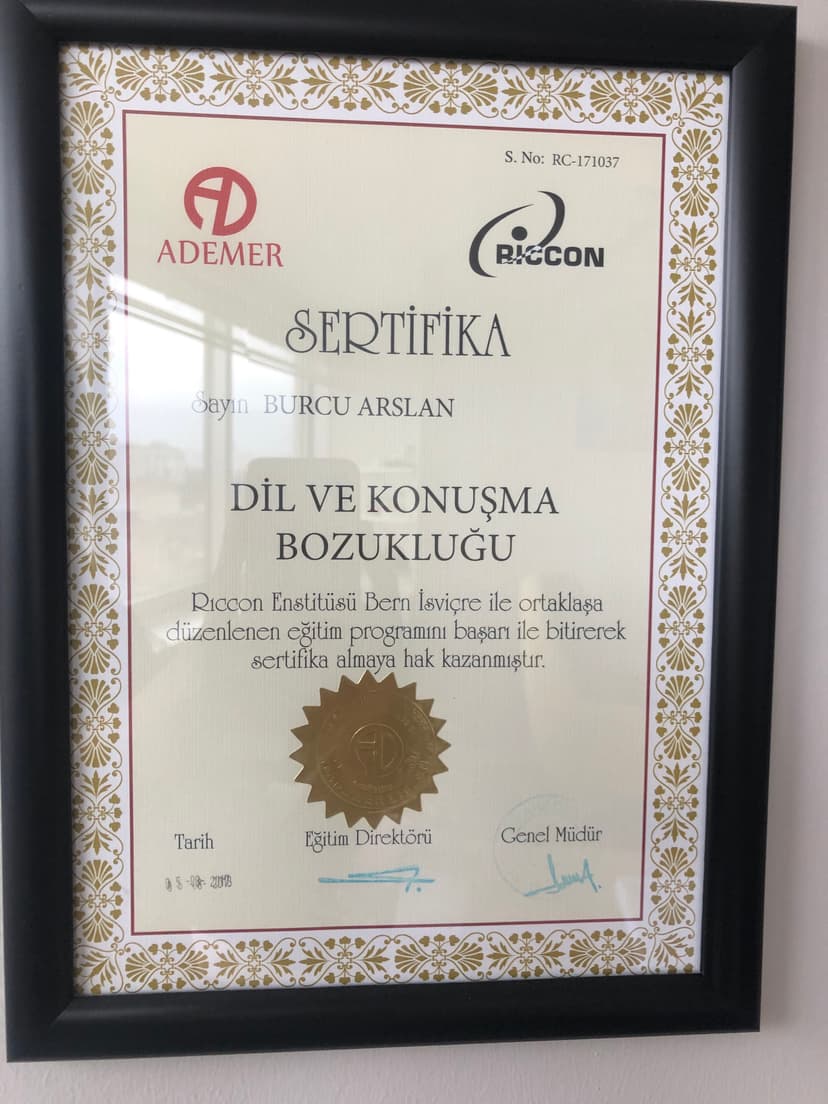 S. No: RC-171037
ADEMER
RICCON
SERTİFİKA
Sayın BURCU ARSLAN
DİL VE KONUŞMA
BOZUKLUĞU
Rıccon Enstitüsü Bern İsviçre ile ortaklaşa
düzenlenen eğitim programını başarı ile bitirerek
sertifika almaya hak kazanmıştır.
Tarih
Eğitim Direktörü
Genel Müdür